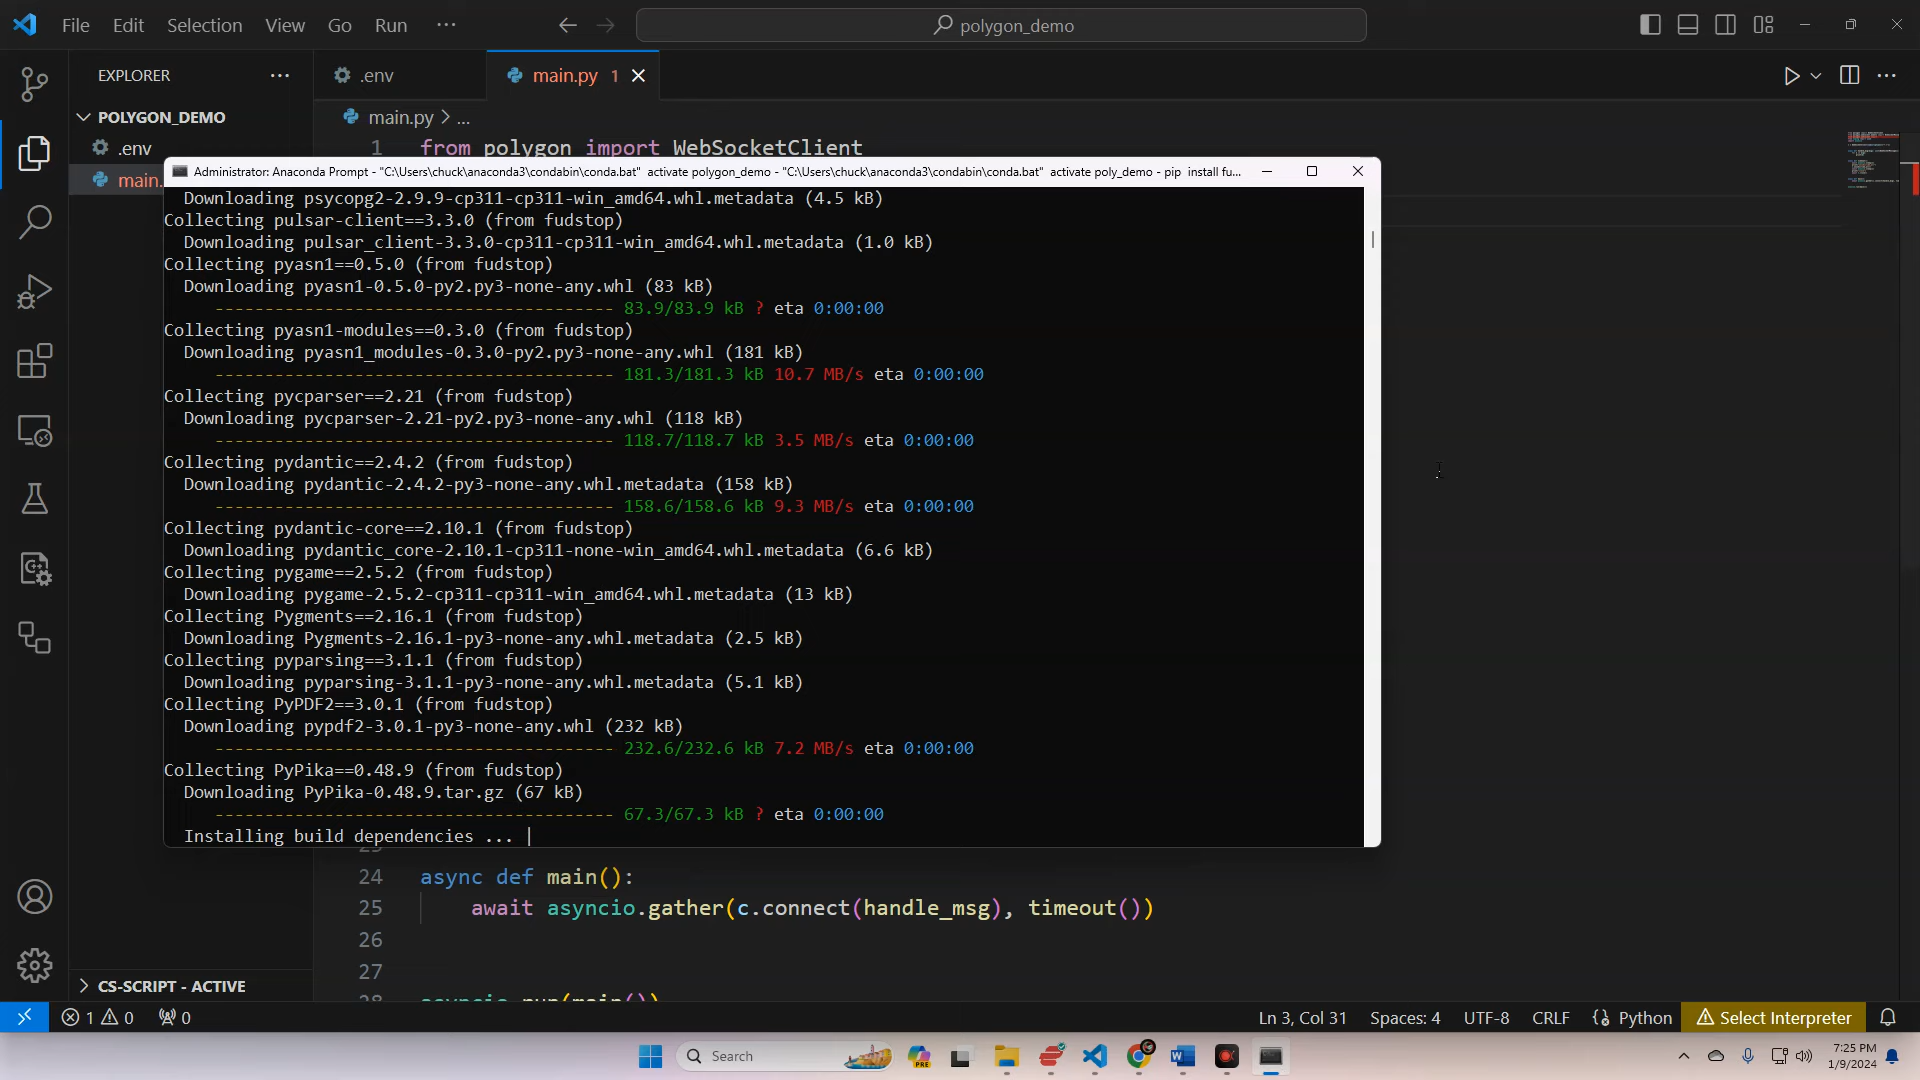 File Edit Selection View Go Run ...
polygon_demo
EXPLORER
.env
main.py 1
POLYGON_DEMO
.env
main.
main.py > ...
1 from polygon import WebSocketClient
Administrator: Anaconda Prompt - "C:\Users\chuck\anaconda3\condabin\conda.bat" activate polygon_demo - "C:\Users\chuck\anaconda3\condabin\conda.bat" activate poly_demo - pip install fu...
Downloading psycopg2-2.9.9-cp311-cp311-win_amd64.whl.metadata (4.5 kB)
Collecting pulsar-client==3.3.0 (from fudstop)
Downloading pulsar_client-3.3.0-cp311-cp311-win_amd64.whl.metadata (1.0 kB)
Collecting pyasn1==0.5.0 (from fudstop)
Downloading pyasn1-0.5.0-py2.py3-none-any.whl (83 kB)
---------------------------------------- 83.9/83.9 kB ? eta 0:00:00
Collecting pyasn1-modules==0.3.0 (from fudstop)
Downloading pyasn1_modules-0.3.0-py2.py3-none-any.whl (181 kB)
---------------------------------------- 181.3/181.3 kB 10.7 MB/s eta 0:00:00
Collecting pycparser==2.21 (from fudstop)
Downloading pycparser-2.21-py2.py3-none-any.whl (118 kB)
---------------------------------------- 118.7/118.7 kB 3.5 MB/s eta 0:00:00
Collecting pydantic==2.4.2 (from fudstop)
Downloading pydantic-2.4.2-py3-none-any.whl.metadata (158 kB)
---------------------------------------- 158.6/158.6 kB 9.3 MB/s eta 0:00:00
Collecting pydantic-core==2.10.1 (from fudstop)
Downloading pydantic_core-2.10.1-cp311-none-win_amd64.whl.metadata (6.6 kB)
Collecting pygame==2.5.2 (from fudstop)
Downloading pygame-2.5.2-cp311-cp311-win_amd64.whl.metadata (13 kB)
Collecting Pygments==2.16.1 (from fudstop)
Downloading Pygments-2.16.1-py3-none-any.whl.metadata (2.5 kB)
Collecting pyparsing==3.1.1 (from fudstop)
Downloading pyparsing-3.1.1-py3-none-any.whl.metadata (5.1 kB)
Collecting PyPDF2==3.0.1 (from fudstop)
Downloading pypdf2-3.0.1-py3-none-any.whl (232 kB)
---------------------------------------- 232.6/232.6 kB 7.2 MB/s eta 0:00:00
Collecting PyPika==0.48.9 (from fudstop)
Downloading PyPika-0.48.9.tar.gz (67 kB)
---------------------------------------- 67.3/67.3 kB ? eta 0:00:00
Installing build dependencies ... |
24 async def main():
25 await asyncio.gather(c.connect(handle_msg), timeout())
26
27
28 asyncio.run(main())
CS-SCRIPT - ACTIVE
1 0 0
Ln 3, Col 31 Spaces: 4 UTF-8 CRLF Python Select Interpreter
Search
PRE
7:25 PM
1/9/2024